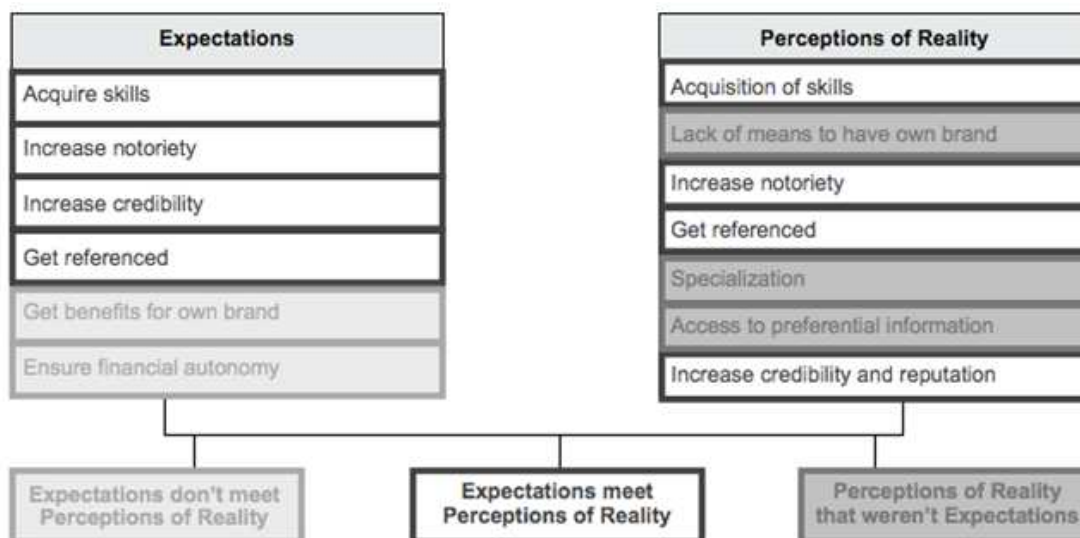 Expectations
Acquire skills
Increase notoriety
Increase credibility
Get referenced
Get benefits for own brand
Ensure financial autonomy
Perceptions of Reality
Acquisition of skills
Lack of means to have own brand
Increase notoriety
Get referenced
Specialization
Access to preferential information
Increase credibility and reputation
Expectations don't meet
Perceptions of Reality
Expectations meet
Perceptions of Reality
Perceptions of Reality
that weren't Expectations